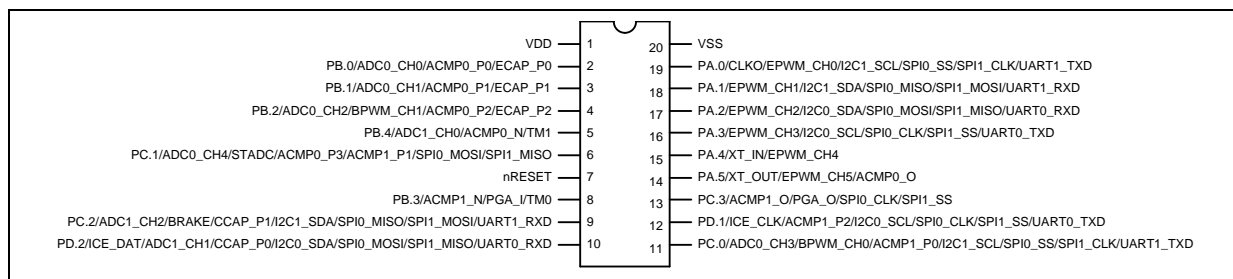 VDD 1 20 VSS
PB.0/ADC0_CH0/ACMP0_P0/ECAP_P0 2 19 PA.0/CLKO/EPWM_CH0/I2C1_SCL/SPI0_SS/SPI1_CLK/UART1_TXD
PB.1/ADC0_CH1/ACMP0_P1/ECAP_P1 3 18 PA.1/EPWM_CH1/I2C1_SDA/SPI0_MISO/SPI1_MOSI/UART1_RXD
PB.2/ADC0_CH2/BPWM_CH1/ACMP0_P2/ECAP_P2 4 17 PA.2/EPWM_CH2/I2C0_SDA/SPI0_MOSI/SPI1_MISO/UART0_RXD
PB.4/ADC1_CH0/ACMP0_N/TM1 5 16 PA.3/EPWM_CH3/I2C0_SCL/SPI0_CLK/SPI1_SS/UART0_TXD
PC.1/ADC0_CH4/STADC/ACMP0_P3/ACMP1_P1/SPI0_MOSI/SPI1_MISO 6 15 PA.4/XT_IN/EPWM_CH4
nRESET 7 14 PA.5/XT_OUT/EPWM_CH5/ACMP0_O
PB.3/ACMP1_N/PGA_I/TM0 8 13 PC.3/ACMP1_O/PGA_O/SPI0_CLK/SPI1_SS
PC.2/ADC1_CH2/BRAKE/CCAP_P1/I2C1_SDA/SPI0_MISO/SPI1_MOSI/UART1_RXD 9 12 PD.1/ICE_CLK/ACMP1_P2/I2C0_SCL/SPI0_CLK/SPI1_SS/UART0_TXD
PD.2/ICE_DAT/ADC1_CH1/CCAP_P0/I2C0_SDA/SPI0_MOSI/SPI1_MISO/UART0_RXD 10 11 PC.0/ADC0_CH3/BPWM_CH0/ACMP1_P0/I2C1_SCL/SPI0_SS/SPI1_CLK/UART1_TXD